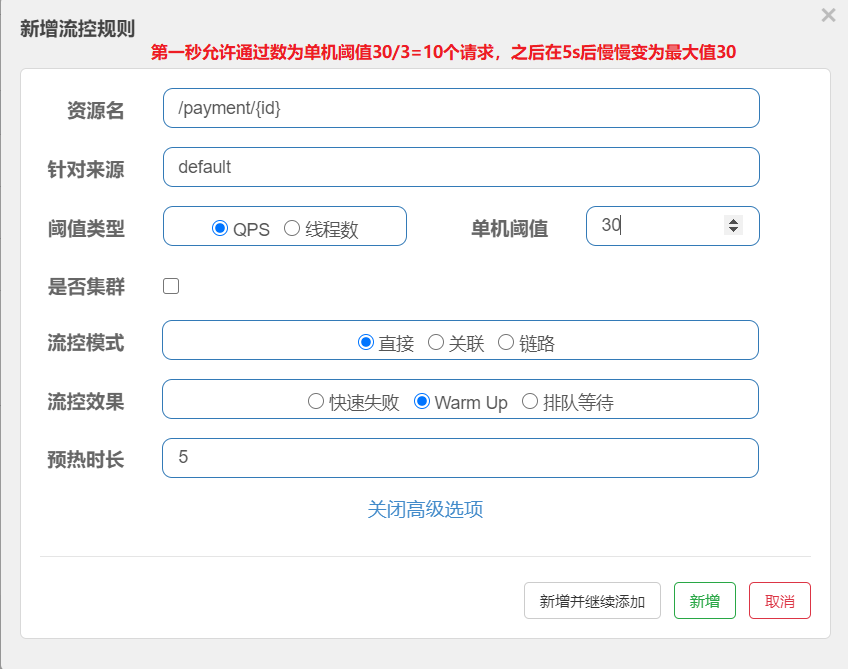 新增流控规则
第一秒允许通过数为单机阈值30/3=10个请求，之后在5s后慢慢变为最大值30
资源名 /payment/{id}
针对来源 default
阈值类型 QPS 线程数 单机阈值 30
是否集群
流控模式 直接 关联 链路
流控效果 快速失败 Warm Up 排队等待
预热时长 5
关闭高级选项
新增并继续添加 新增 取消